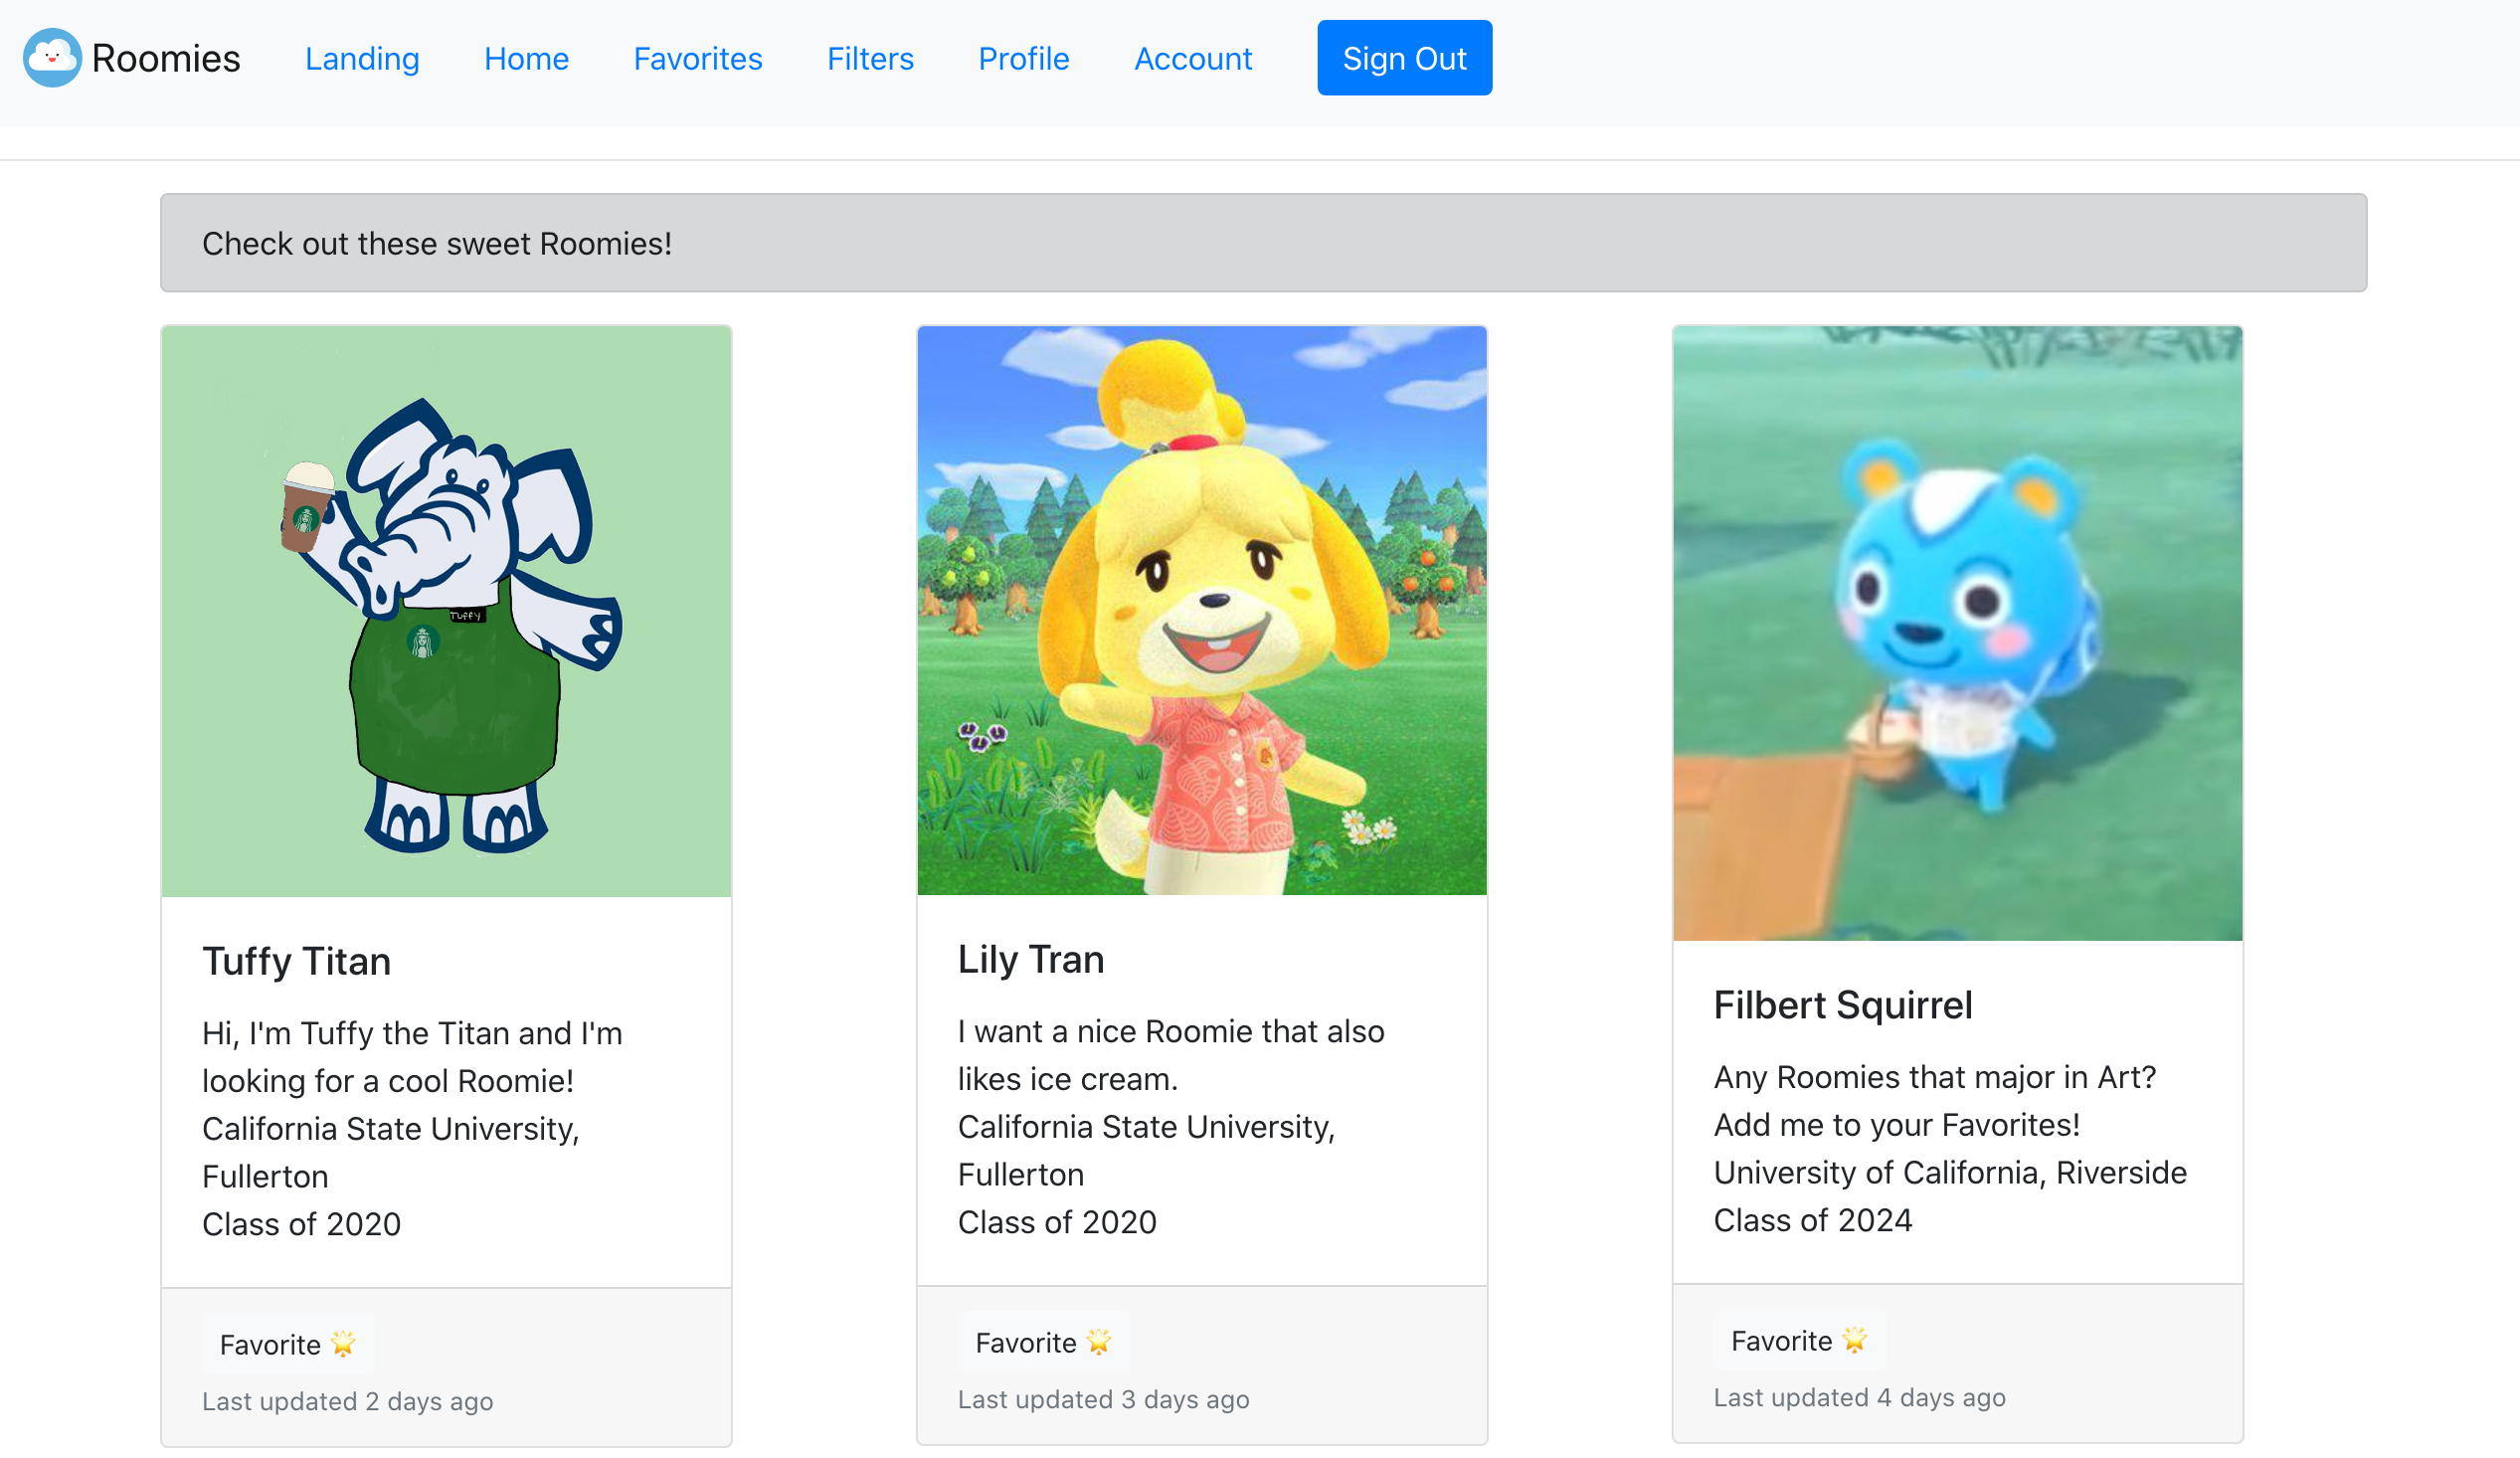 Roomies
Landing
Home
Favorites
Filters
Profile
Account
Sign Out
Check out these sweet Roomies!
Tuffy
Tuffy Titan
Hi, I'm Tuffy the Titan and I'm
looking for a cool Roomie!
California State University,
Fullerton
Class of 2020
Favorite 🌟
Last updated 2 days ago
Lily Tran
I want a nice Roomie that also
likes ice cream.
California State University,
Fullerton
Class of 2020
Favorite 🌟
Last updated 3 days ago
Filbert Squirrel
Any Roomies that major in Art?
Add me to your Favorites!
University of California, Riverside
Class of 2024
Favorite 🌟
Last updated 4 days ago